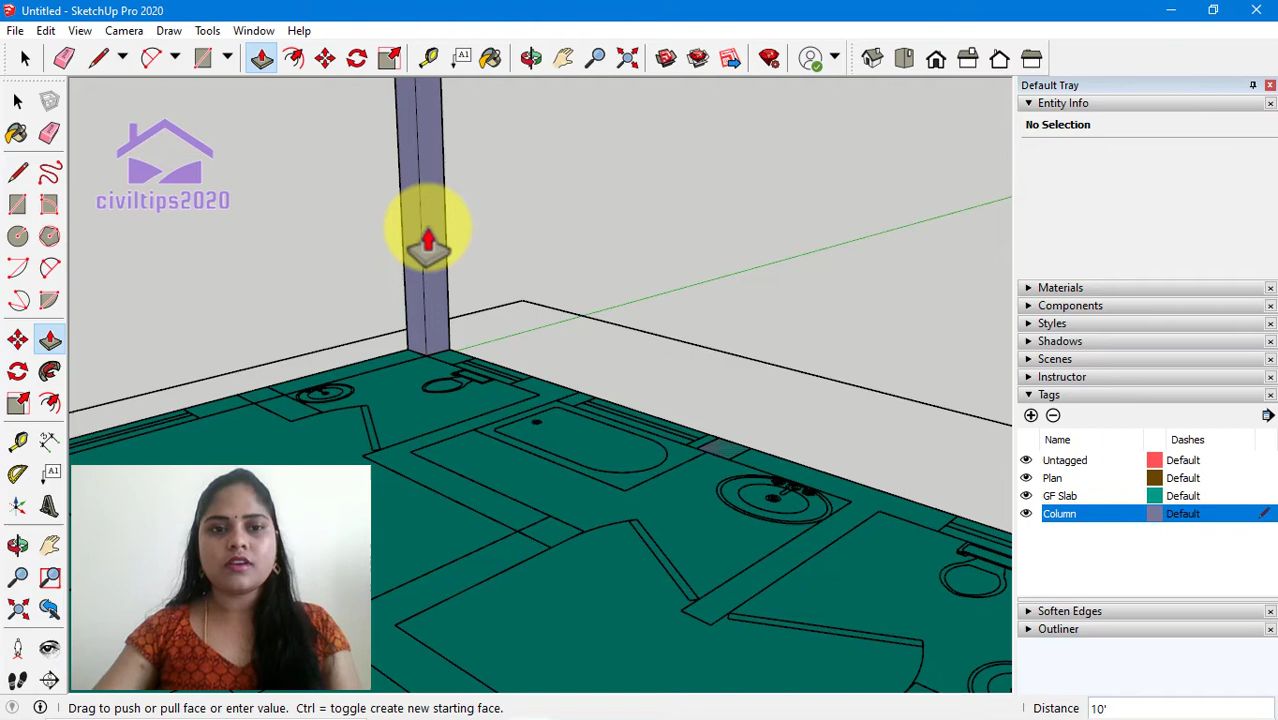 Untitled - SketchUp Pro 2020
File Edit View Camera Draw Tools Window Help
A1
civiltips2020
A1
Default Tray
Entity Info
No Selection
Materials
Components
Styles
Shadows
Scenes
Instructor
Tags
Name Dashes
Untagged Default
Plan Default
GF Slab Default
Column Default
Soften Edges
Outliner
Drag to push or pull face or enter value. Ctrl = toggle create new starting face. Distance 10'